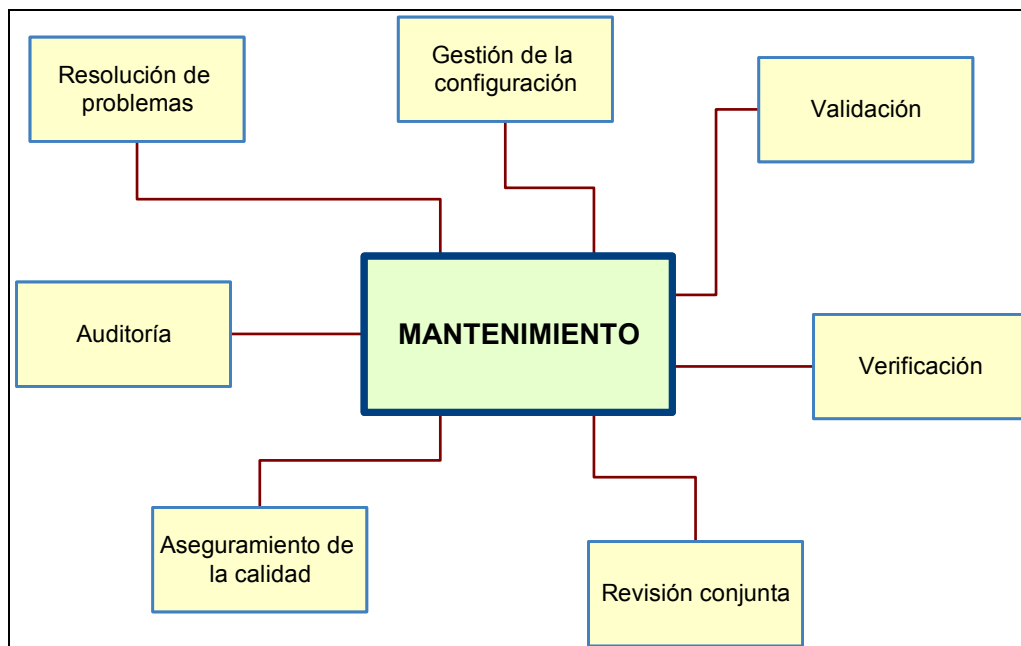 Resolución de
problemas
Gestión de la
configuración
Validación
Auditoría
MANTENIMIENTO
Verificación
Aseguramiento de
la calidad
Revisión conjunta